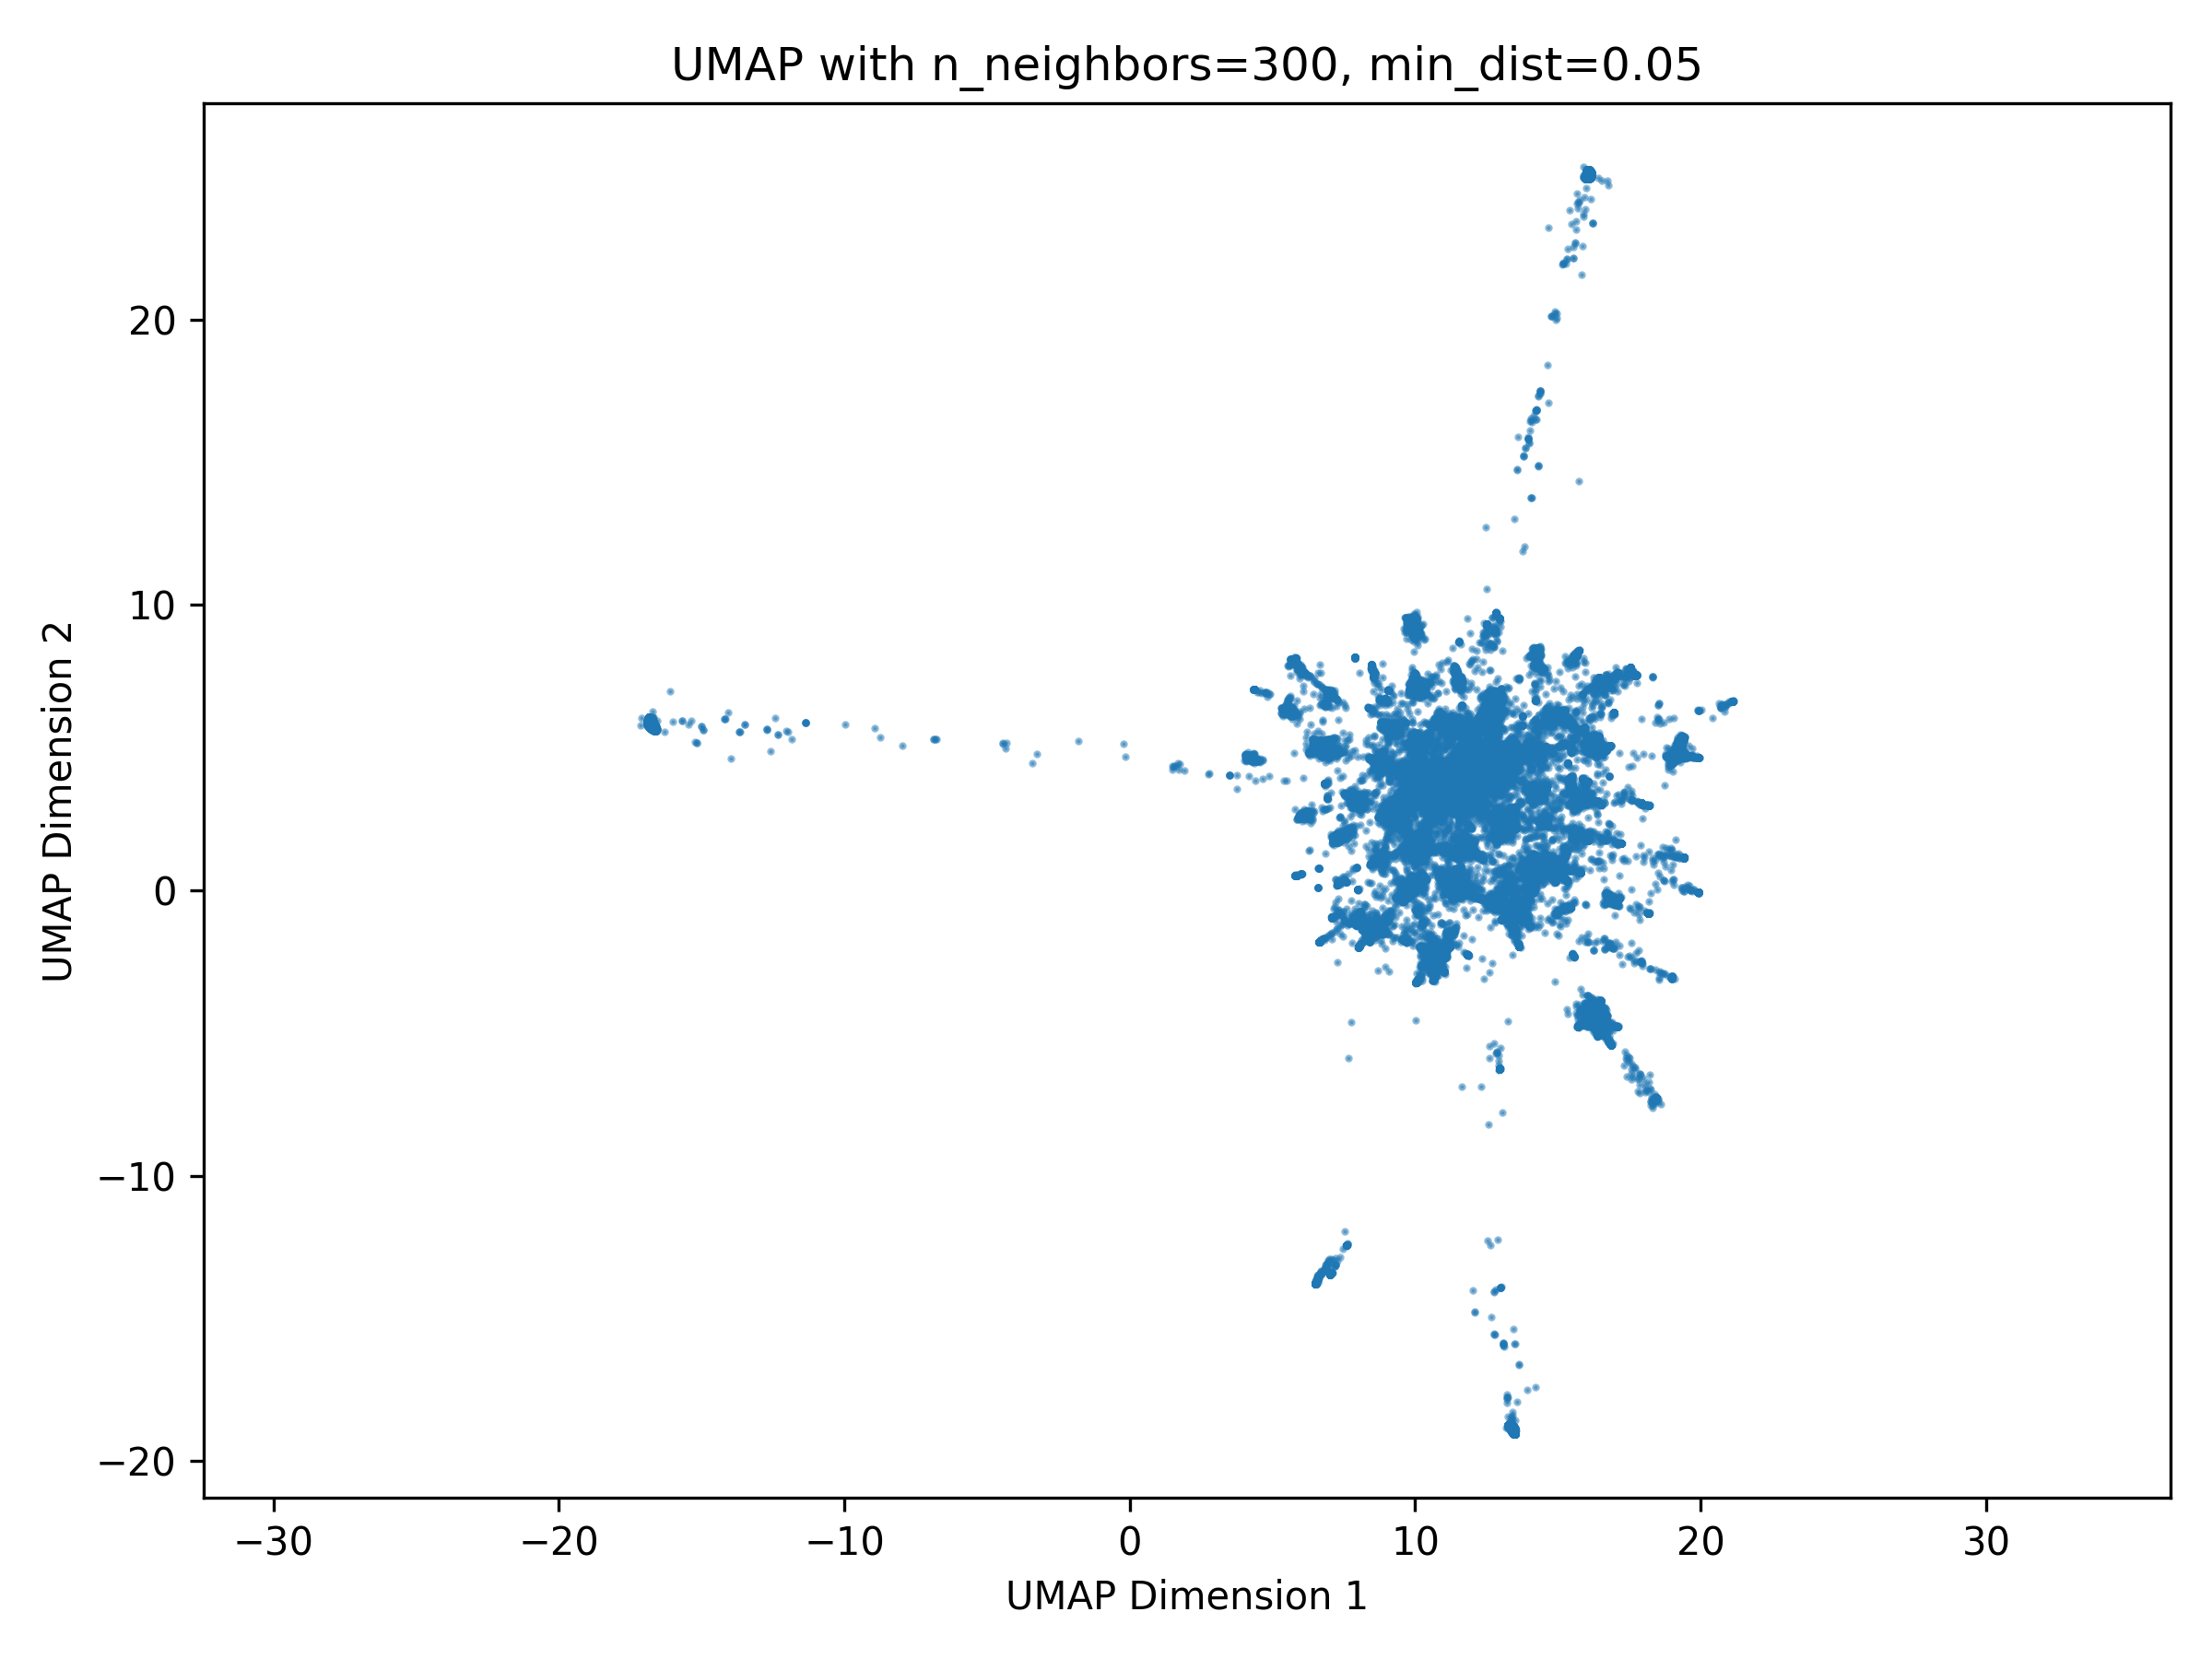 UMAP with n_neighbors=300, min_dist=0.05
20
10
0
−10
−20
UMAP Dimension 2
−30 −20 −10 0 10 20 30
UMAP Dimension 1